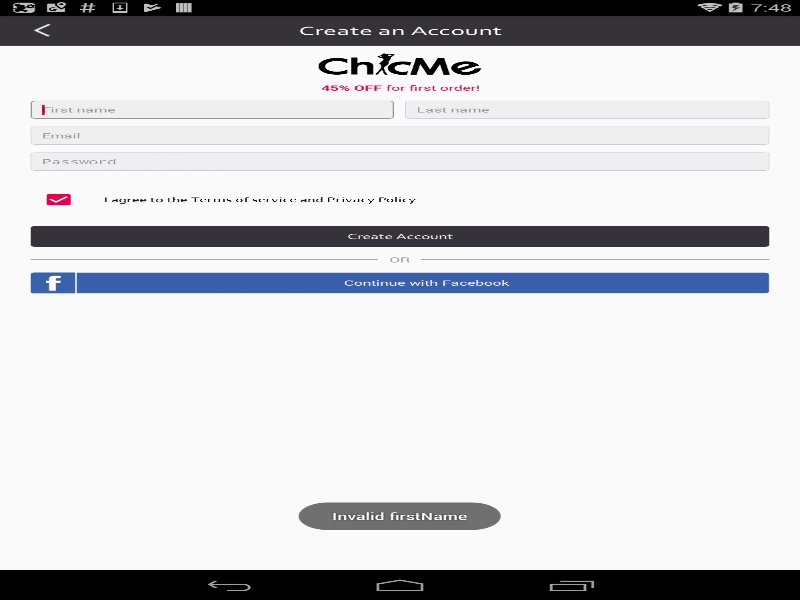 7:48
Create an Account
ChicMe
45% OFF for first order!
First name
Last name
Email
Password
I agree to the Terms of service and Privacy Policy
Create Account
OR
f
Continue with Facebook
Invalid firstName